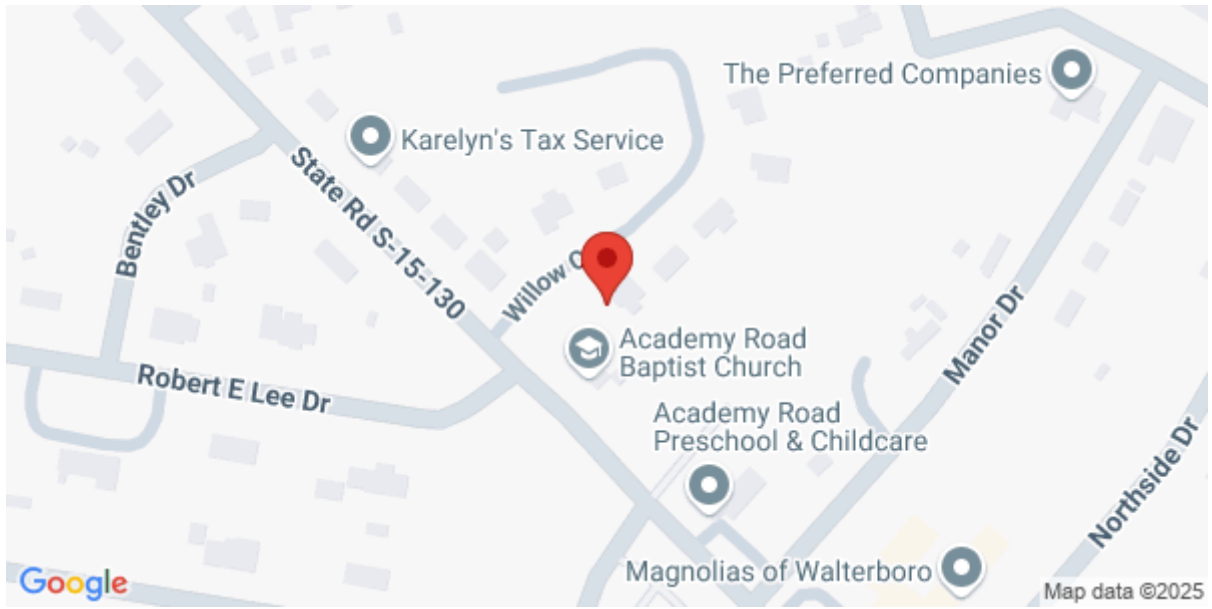 The Preferred Companies
Karelyn's Tax Service
Bentley Dr
State Rd S-15-130
Willow
Academy Road
Baptist Church
Manor Dr
Robert E Lee Dr
Academy Road
Preschool & Childcare
Northside Dr
Magnolias of Walterboro
Google
Map data ©2025